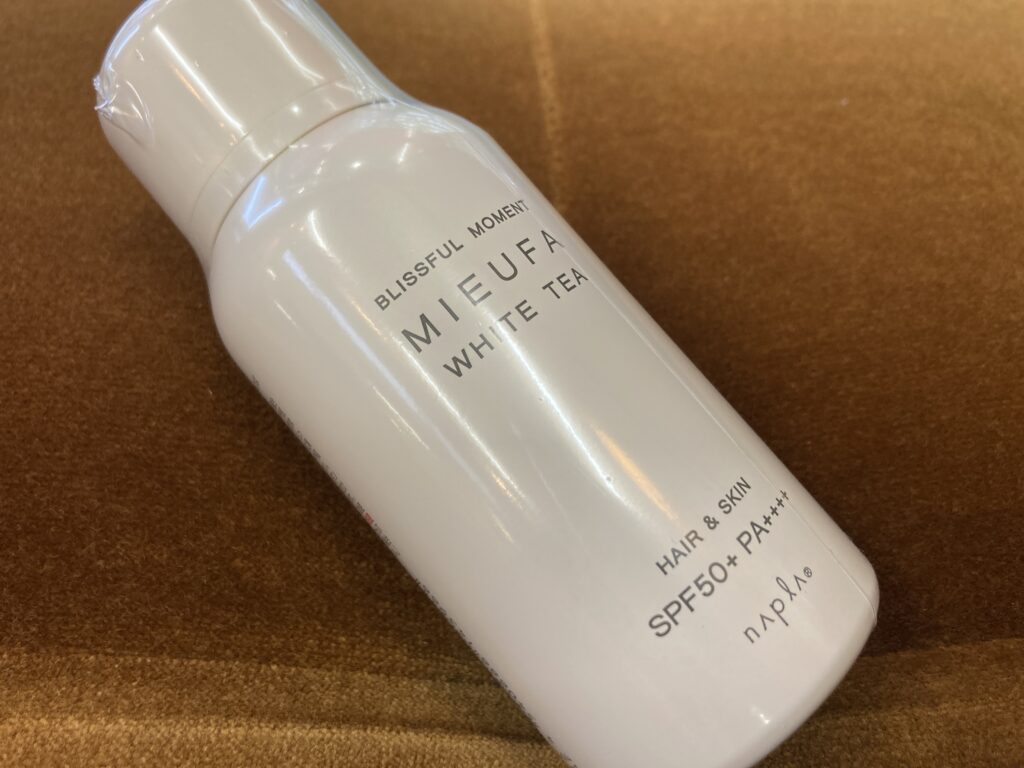 BLISSFUL MOMENT
MIEUFA
WHITE TEA
HAIR & SKIN
SPF50+ PA++++
napla®